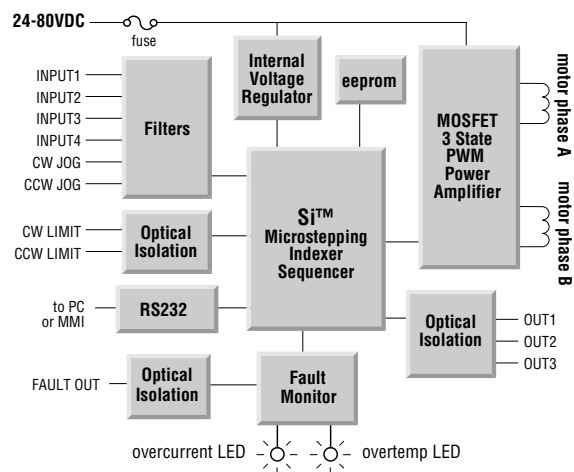 24-80VDC
fuse
INPUT1
INPUT2
INPUT3
INPUT4
CW JOG
CCW JOG
Filters
Internal
Voltage
Regulator
eeprom
MOSFET
3 State
PWM
Power
Amplifier
motor phase A
motor phase B
CW LIMIT
CCW LIMIT
Optical
Isolation
Si™
Microstepping
Indexer
Sequencer
to PC
or MMI
RS232
Optical
Isolation
OUT1
OUT2
OUT3
FAULT OUT
Optical
Isolation
Fault
Monitor
overcurrent LED
overtemp LED